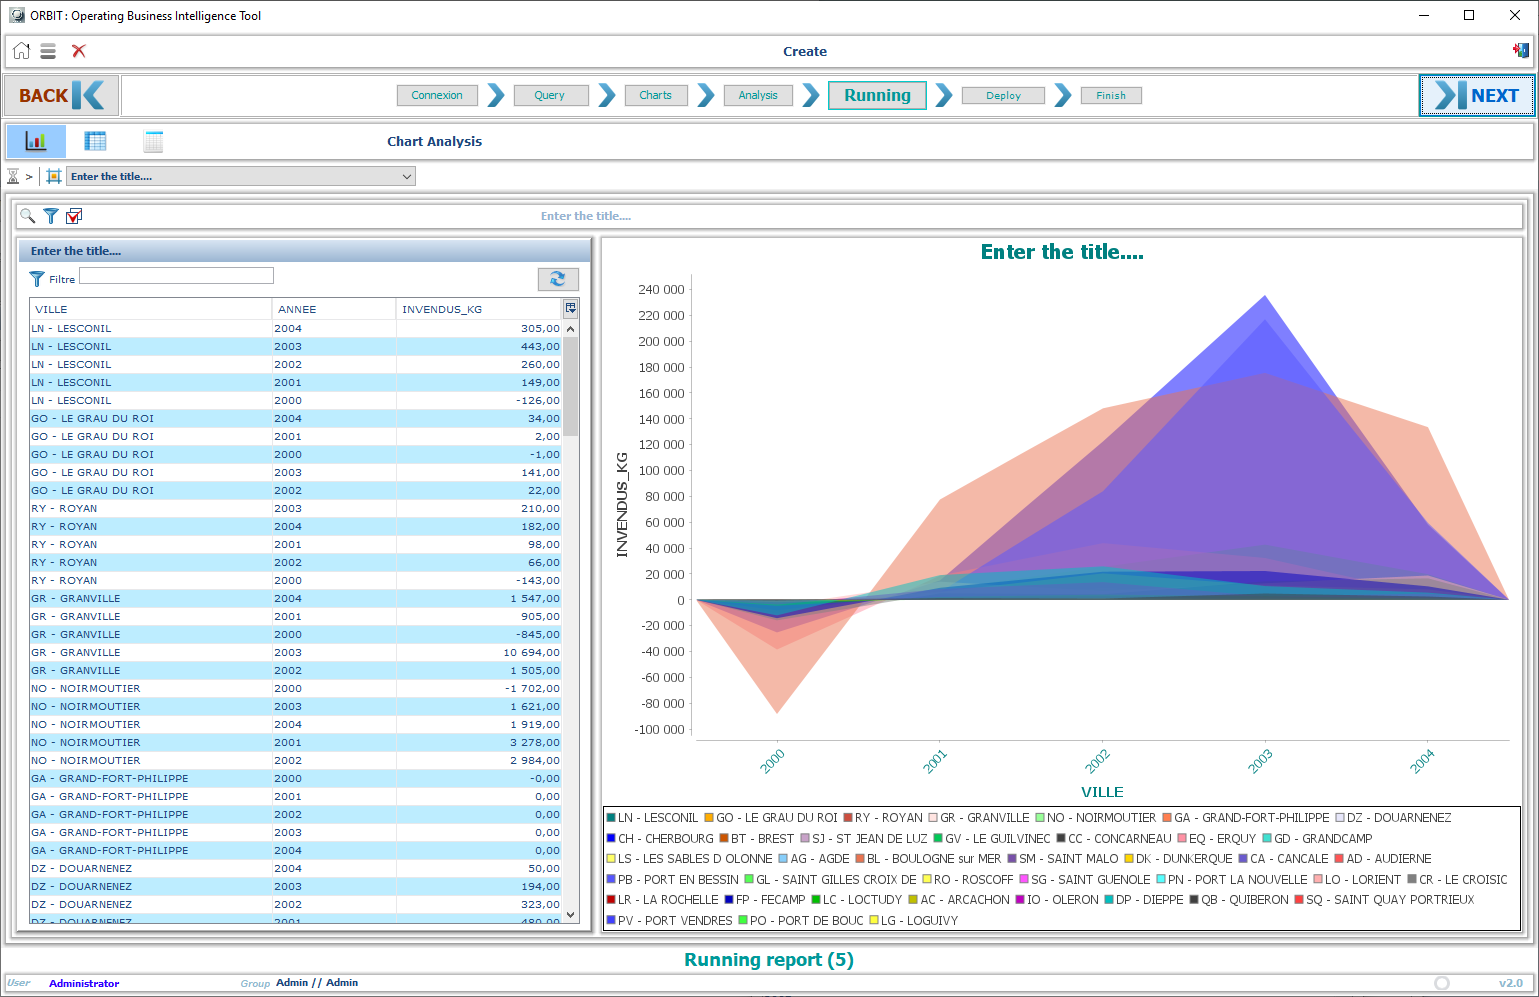 ORBIT : Operating Business Intelligence Tool
Create
BACK
Connexion
Query
Charts
Analysis
Running
Deploy
Finish
NEXT
Chart Analysis
> Enter the title....
Enter the title....
Enter the title....
Filtre
VILLE ANNEE INVENDUS_KG
LN - LESCONIL 2004 305,00
LN - LESCONIL 2003 443,00
LN - LESCONIL 2002 260,00
LN - LESCONIL 2001 149,00
LN - LESCONIL 2000 -126,00
GO - LE GRAU DU ROI 2004 34,00
GO - LE GRAU DU ROI 2001 2,00
GO - LE GRAU DU ROI 2000 -1,00
GO - LE GRAU DU ROI 2003 141,00
GO - LE GRAU DU ROI 2002 22,00
RY - ROYAN 2003 210,00
RY - ROYAN 2004 182,00
RY - ROYAN 2001 98,00
RY - ROYAN 2002 66,00
RY - ROYAN 2000 -143,00
GR - GRANVILLE 2004 1 547,00
GR - GRANVILLE 2001 905,00
GR - GRANVILLE 2000 -845,00
GR - GRANVILLE 2003 10 694,00
GR - GRANVILLE 2002 1 505,00
NO - NOIRMOUTIER 2000 -1 702,00
NO - NOIRMOUTIER 2003 1 621,00
NO - NOIRMOUTIER 2004 1 919,00
NO - NOIRMOUTIER 2001 3 278,00
NO - NOIRMOUTIER 2002 2 984,00
GA - GRAND-FORT-PHILIPPE 2000 -0,00
GA - GRAND-FORT-PHILIPPE 2001 0,00
GA - GRAND-FORT-PHILIPPE 2002 0,00
GA - GRAND-FORT-PHILIPPE 2003 0,00
GA - GRAND-FORT-PHILIPPE 2004 0,00
DZ - DOUARNENEZ 2004 50,00
DZ - DOUARNENEZ 2003 194,00
DZ - DOUARNENEZ 2002 323,00
DZ - DOUARNENEZ 2001 480,00
Enter the title....
240 000
220 000
200 000
180 000
160 000
140 000
120 000
100 000
80 000
60 000
40 000
20 000
0
-20 000
-40 000
-60 000
-80 000
-100 000
INVENDUS_KG
2000 2001 2002 2003 2004
VILLE
LN - LESCONIL GO - LE GRAU DU ROI RY - ROYAN GR - GRANVILLE NO - NOIRMOUTIER GA - GRAND-FORT-PHILIPPE DZ - DOUARNENEZ
CH - CHERBOURG BT - BREST SJ - ST JEAN DE LUZ GV - LE GUILVINEC CC - CONCARNEAU EQ - ERQUY GD - GRANDCAMP
LS - LES SABLES D OLONNE AG - AGDE BL - BOULOGNE sur MER SM - SAINT MALO DK - DUNKERQUE CA - CANCALE AD - AUDIERNE
PB - PORT EN BESSIN GL - SAINT GILLES CROIX DE RO - ROSCOFF SG - SAINT GUENOLE PN - PORT LA NOUVELLE LO - LORIENT CR - LE CROISIC
LR - LA ROCHELLE FP - FECAMP LC - LOCTUDY AC - ARCACHON IO - OLERON DP - DIEPPE QB - QUIBERON SQ - SAINT QUAY PORTRIEUX
PV - PORT VENDRES PO - PORT DE BOUC LG - LOGUIVY
Running report (5)
User Administrator Group Admin // Admin v2.0